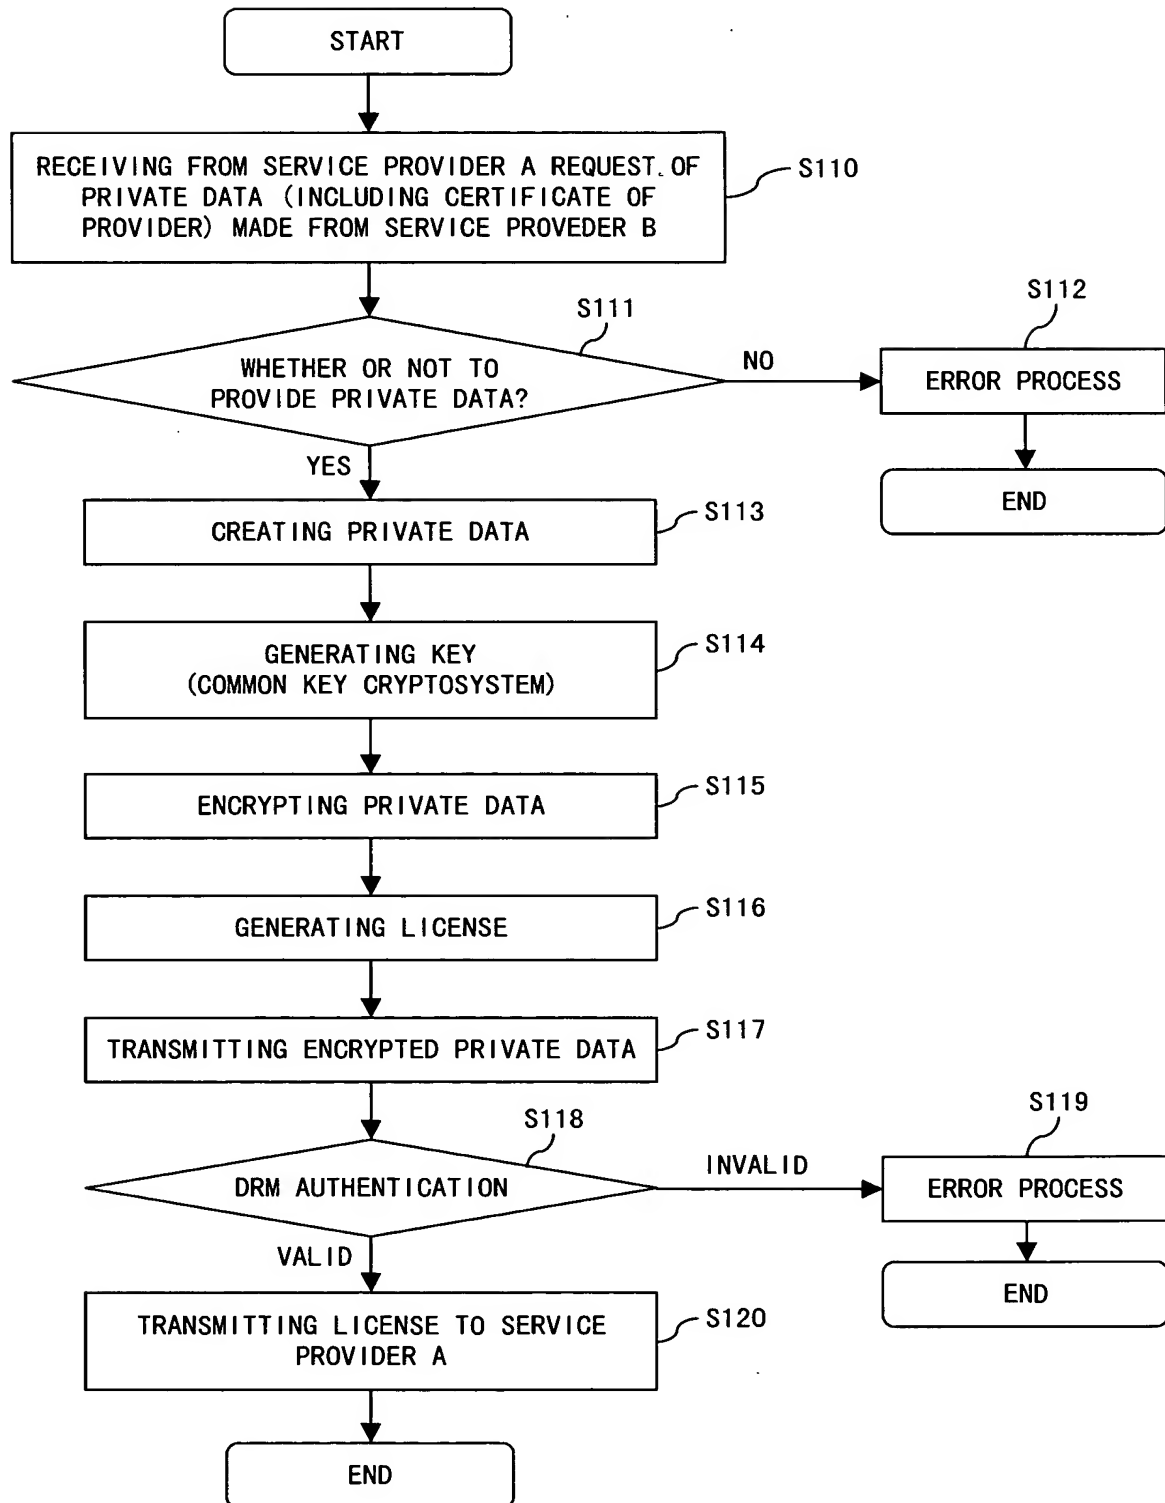 START
RECEIVING FROM SERVICE PROVIDER A REQUEST OF
PRIVATE DATA (INCLUDING CERTIFICATE OF
PROVIDER) MADE FROM SERVICE PROVEDER B
S110
S111
WHETHER OR NOT TO
PROVIDE PRIVATE DATA?
NO
S112
ERROR PROCESS
END
YES
CREATING PRIVATE DATA
S113
GENERATING KEY
(COMMON KEY CRYPTOSYSTEM)
S114
ENCRYPTING PRIVATE DATA
S115
GENERATING LICENSE
S116
TRANSMITTING ENCRYPTED PRIVATE DATA
S117
S118
DRM AUTHENTICATION
INVALID
S119
ERROR PROCESS
END
VALID
TRANSMITTING LICENSE TO SERVICE
PROVIDER A
S120
END